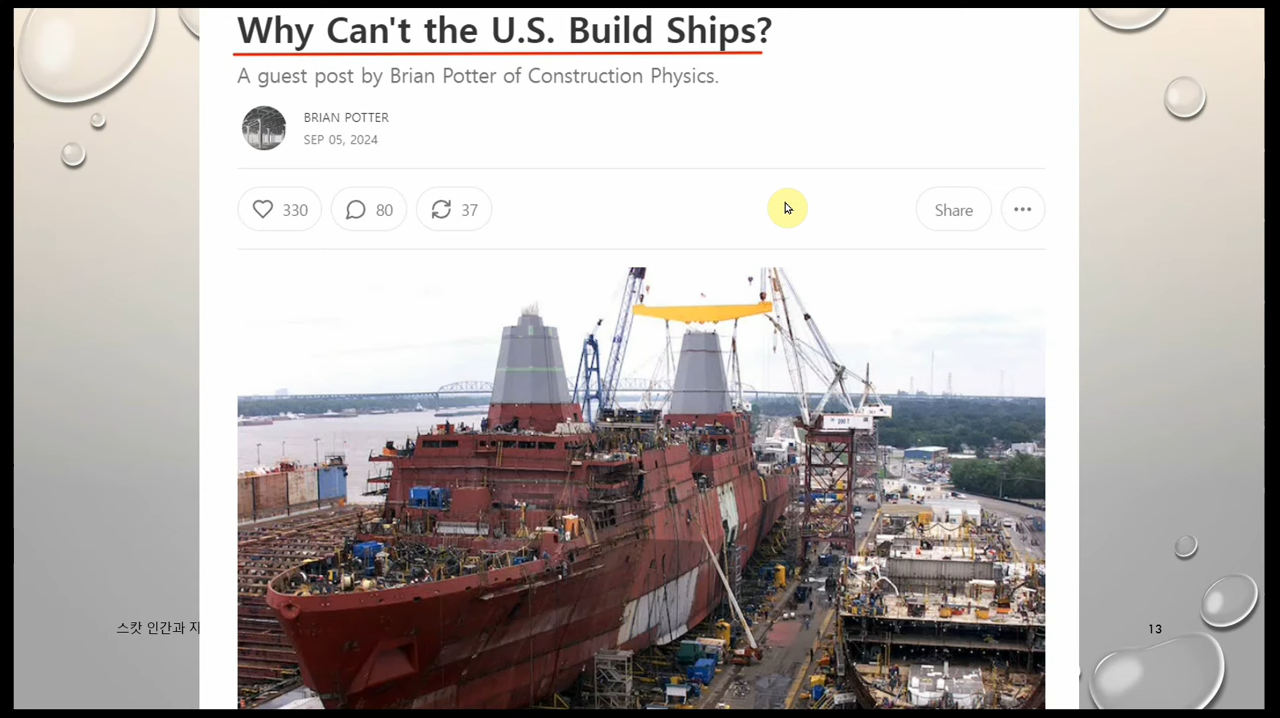 Why Can't the U.S. Build Ships?
A guest post by Brian Potter of Construction Physics.
BRIAN POTTER
SEP 05, 2024
330
80
37
Share
스캇 인간과 지
13